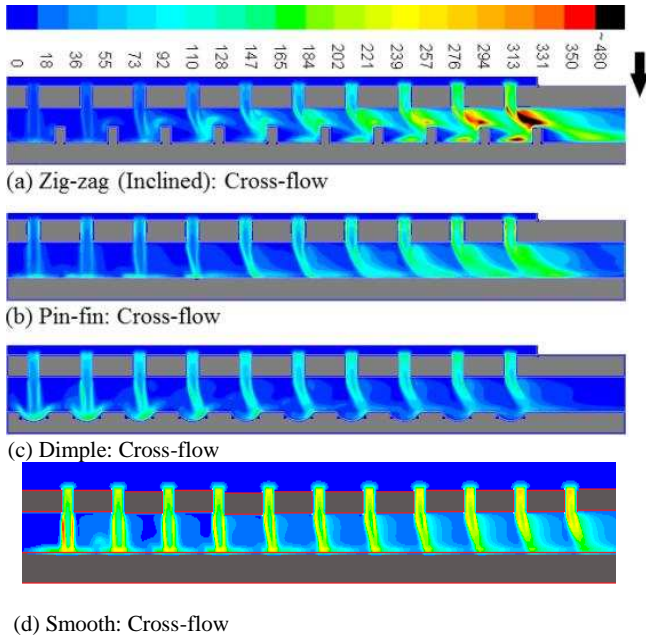 0 18 36 55 73 92 110 128 147 165 184 202 221 239 257 276 294 313 331 350 ~480
(a) Zig-zag (Inclined): Cross-flow
(b) Pin-fin: Cross-flow
(c) Dimple: Cross-flow
(d) Smooth: Cross-flow